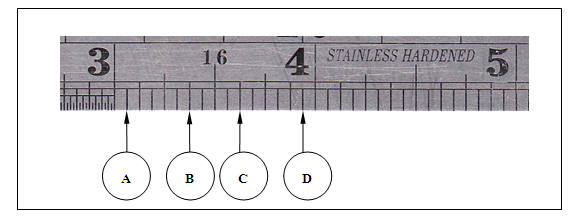 3 16 4 STAINLESS HARDENED 5
A B C D